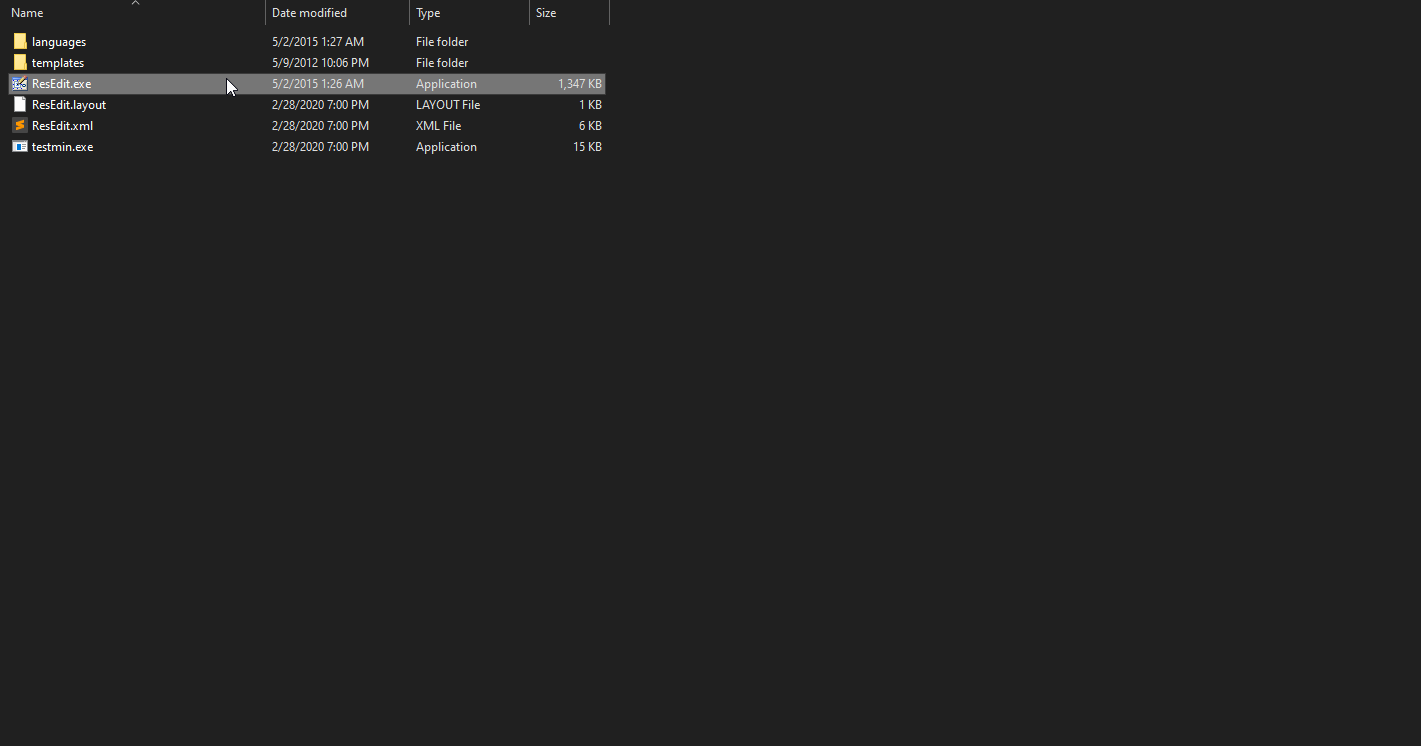 Name Date modified Type Size
languages 5/2/2015 1:27 AM File folder
templates 5/9/2012 10:06 PM File folder
ResEdit.exe 5/2/2015 1:26 AM Application 1,347 KB
ResEdit.layout 2/28/2020 7:00 PM LAYOUT File 1 KB
ResEdit.xml 2/28/2020 7:00 PM XML File 6 KB
testmin.exe 2/28/2020 7:00 PM Application 15 KB